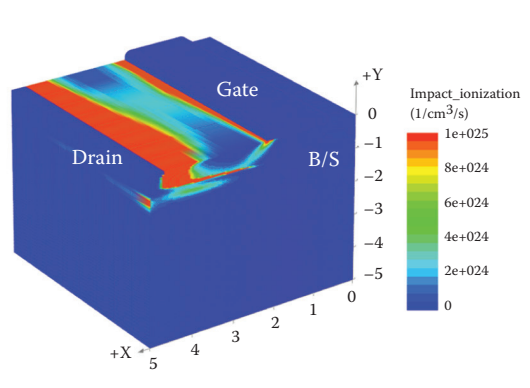 Gate
Drain
B/S
+Y
0
−1
−2
−3
−4
−5
0
1
2
3
4
5
+X
Impact_ionization
(1/cm³/s)
1e+025
8e+024
6e+024
4e+024
2e+024
0